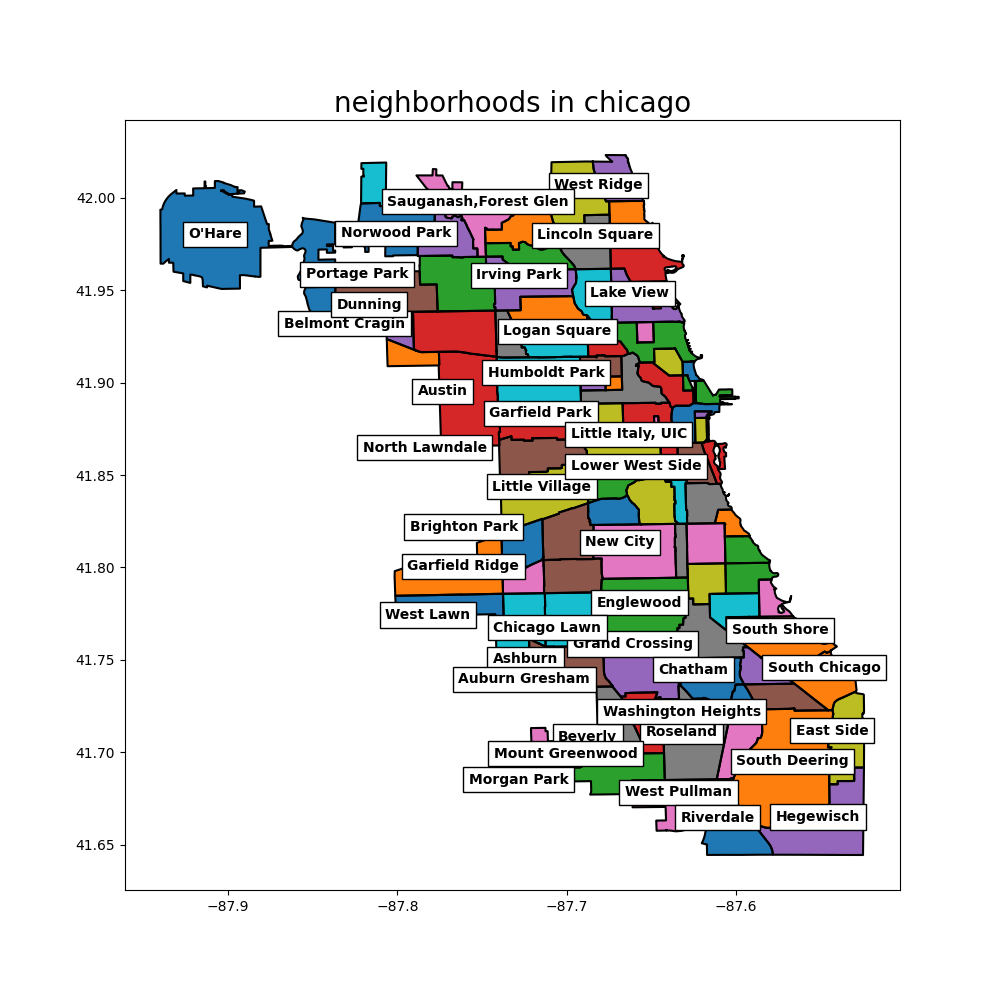 neighborhoods in chicago
42.00
41.95
41.90
41.85
41.80
41.75
41.70
41.65
West Ridge
Sauganash,Forest Glen
O'Hare
Norwood Park
Lincoln Square
Portage Park
Irving Park
Lake View
Dunning
Belmont Cragin
Logan Square
Humboldt Park
Austin
Garfield Park
Little Italy, UIC
North Lawndale
Lower West Side
Little Village
Brighton Park
New City
Garfield Ridge
Englewood
West Lawn
Chicago Lawn
South Shore
Grand Crossing
Ashburn
Chatham
South Chicago
Auburn Gresham
Washington Heights
Beverly
Roseland
East Side
Mount Greenwood
South Deering
Morgan Park
West Pullman
Riverdale
Hegewisch
−87.9
−87.8
−87.7
−87.6